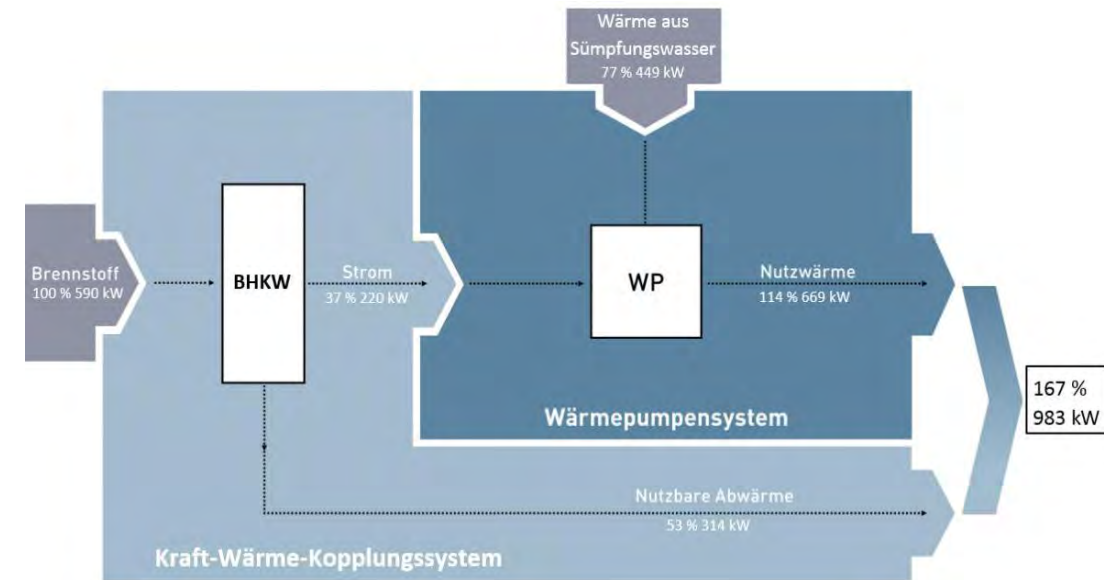 Wärme aus
Sümpfungswasser
77 % 449 kW
Brennstoff
100 % 590 kW
BHKW
Strom
37 % 220 kW
WP
Nutzwärme
114 % 669 kW
167 %
983 kW
Wärmepumpensystem
Nutzbare Abwärme
53 % 314 kW
Kraft-Wärme-Kopplungssystem